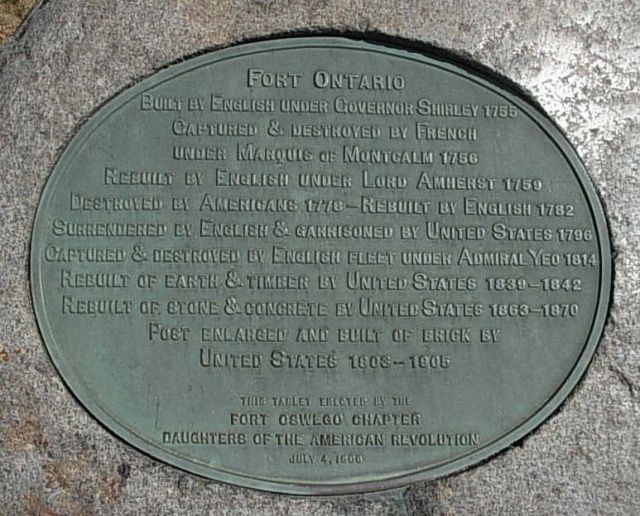 FORT ONTARIO
BUILT BY ENGLISH UNDER GOVERNOR SHIRLEY 1755
CAPTURED & DESTROYED BY FRENCH
UNDER MARQUIS OF MONTCALM 1756
REBUILT BY ENGLISH UNDER LORD AMHERST 1759
DESTROYED BY AMERICANS 1778-REBUILT BY ENGLISH 1782
SURRENDERED BY ENGLISH & GARRISONED BY UNITED STATES 1796
CAPTURED & DESTROYED BY ENGLISH FLEET UNDER ADMIRAL YEO 1814
REBUILT OF EARTH & TIMBER BY UNITED STATES 1839-1842
REBUILT OF STONE & CONCRETE BY UNITED STATES 1863-1870
POST ENLARGED AND BUILT OF BRICK BY
UNITED STATES 1903-1905
THIS TABLET ERECTED BY THE
FORT OSWEGO CHAPTER
DAUGHTERS OF THE AMERICAN REVOLUTION
JULY 4,